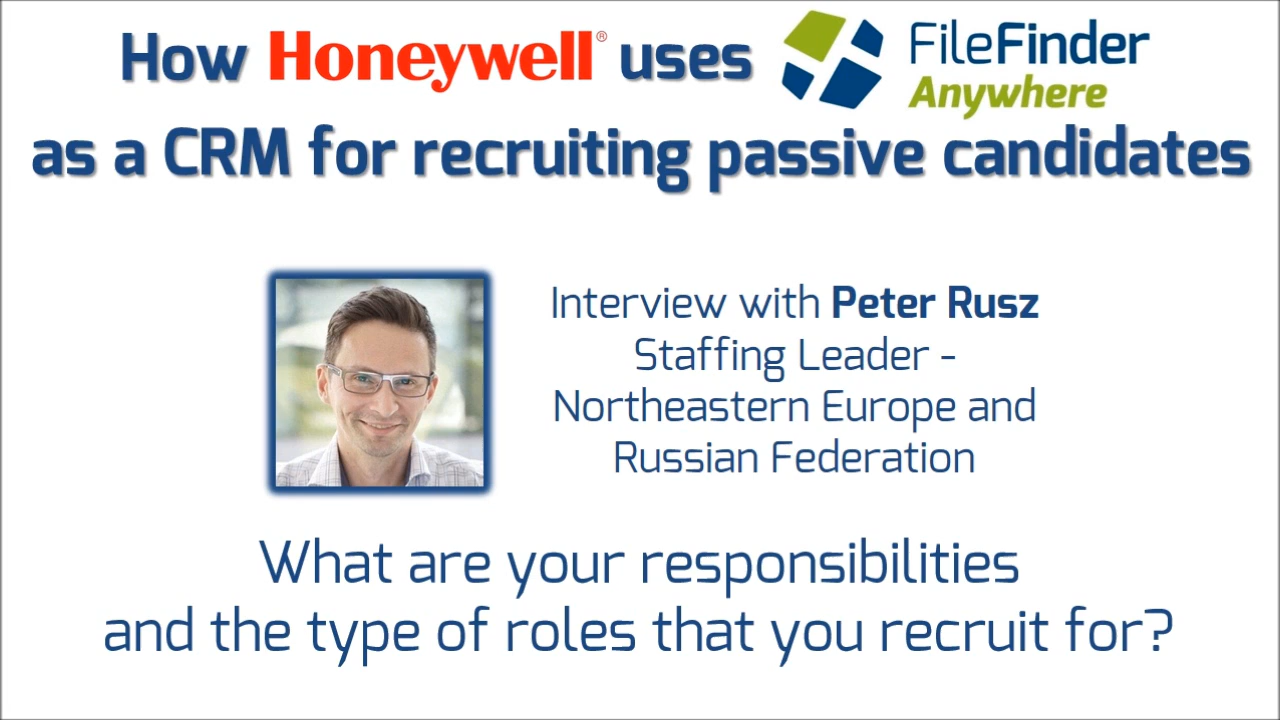 How Honeywell® uses FileFinder Anywhere
as a CRM for recruiting passive candidates
Interview with Peter Rusz
Staffing Leader -
Northeastern Europe and
Russian Federation
What are your responsibilities
and the type of roles that you recruit for?